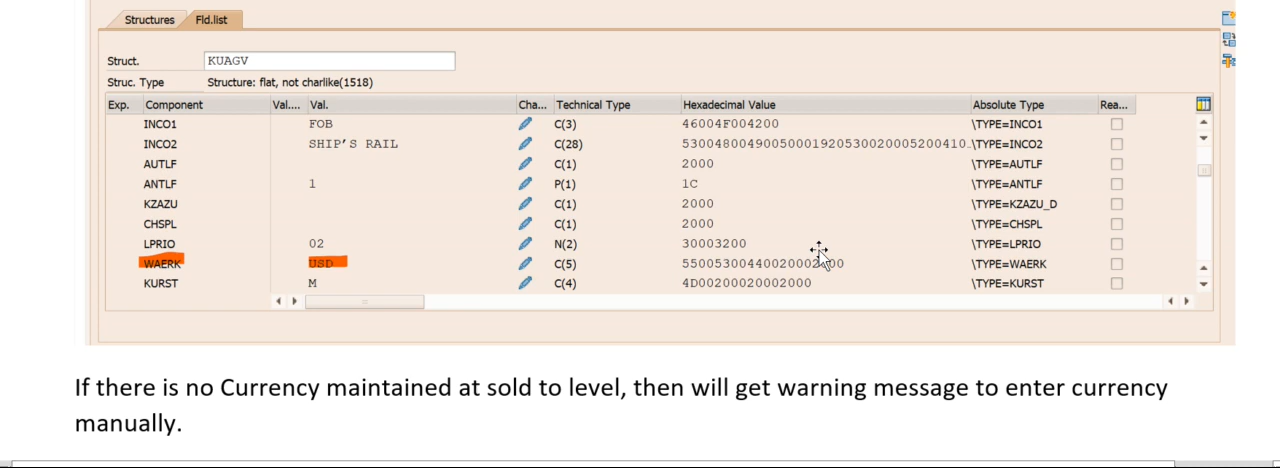 Structures Fld.list
Struct. KUAGV
Struc. Type Structure: flat, not charlike(1518)
Exp. Component Val.... Val. Cha... Technical Type Hexadecimal Value Absolute Type Rea...
INCO1 FOB C(3) 46004F004200 \TYPE=INCO1
INCO2 SHIP'S RAIL C(28) \TYPE=INCO2
AUTLF C(1) 2000 \TYPE=AUTLF
ANTLF 1 P(1) 1C \TYPE=ANTLF
KZAZU C(1) 2000 \TYPE=KZAZU_D
CHSPL C(1) 2000 \TYPE=CHSPL
LPRIO 02 N(2) 30003200 \TYPE=LPRIO
WAERK USD C(5) \TYPE=WAERK
KURST M C(4) 4D00200020002000 \TYPE=KURST
If there is no Currency maintained at sold to level, then will get warning message to enter currency
manually.